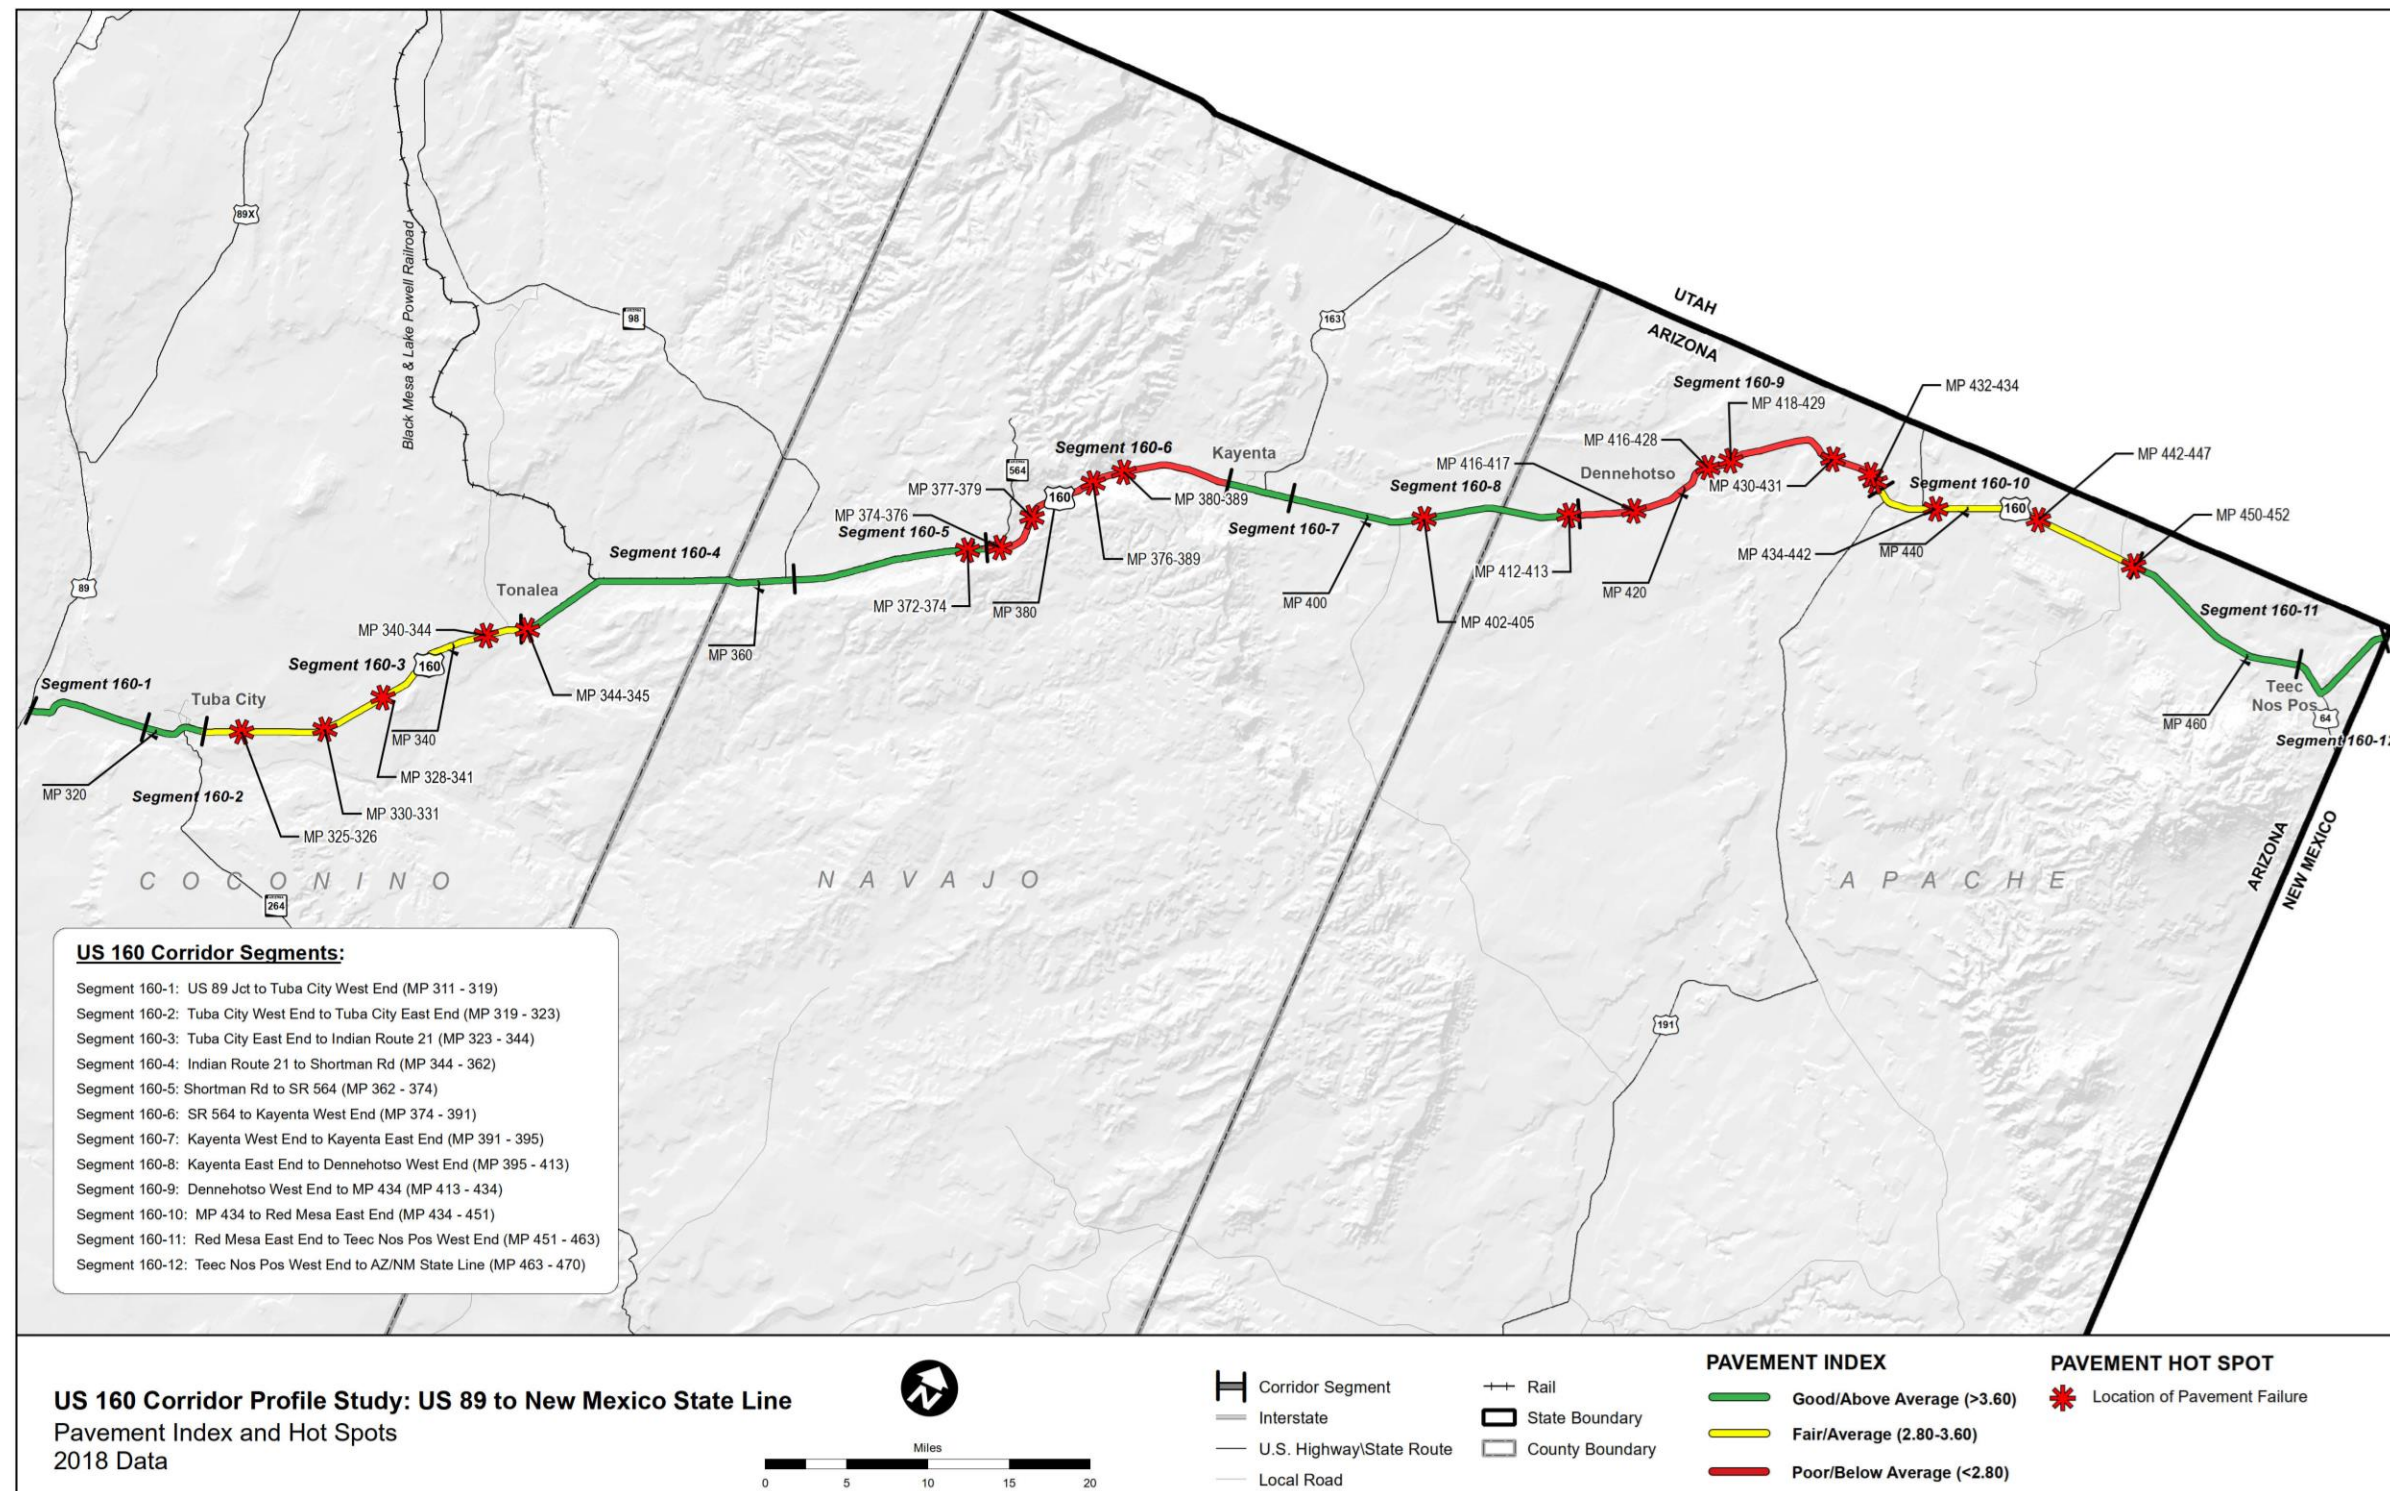 UTAH
ARIZONA
89X
Black Mesa & Lake Powell Railroad
ARIZONA 98
163
Segment 160-9
MP 432-434
MP 418-429
MP 416-428
Segment 160-6
Kayenta
564
MP 416-417
Dennehotso
MP 442-447
MP 430-431
Segment 160-10
Segment 160-8
MP 377-379
160
MP 380-389
160
MP 450-452
MP 374-376
Segment 160-5
Segment 160-7
Segment 160-4
MP 376-389
MP 434-442
MP 440
MP 412-413
89
Tonalea
MP 372-374
MP 380
MP 400
MP 420
MP 402-405
Segment 160-11
MP 340-344
MP 360
Segment 160-3
160
Segment 160-1
MP 344-345
Tuba City
Teec
Nos Pos
64
MP 460
MP 340
Segment 160-12
MP 328-341
MP 320
Segment 160-2
MP 330-331
MP 325-326
ARIZONA
NEW MEXICO
COCONINO
NAVAJO
APACHE
264
191
US 160 Corridor Segments:
Segment 160-1: US 89 Jct to Tuba City West End (MP 311 - 319)
Segment 160-2: Tuba City West End to Tuba City East End (MP 319 - 323)
Segment 160-3: Tuba City East End to Indian Route 21 (MP 323 - 344)
Segment 160-4: Indian Route 21 to Shortman Rd (MP 344 - 362)
Segment 160-5: Shortman Rd to SR 564 (MP 362 - 374)
Segment 160-6: SR 564 to Kayenta West End (MP 374 - 391)
Segment 160-7: Kayenta West End to Kayenta East End (MP 391 - 395)
Segment 160-8: Kayenta East End to Dennehotso West End (MP 395 - 413)
Segment 160-9: Dennehotso West End to MP 434 (MP 413 - 434)
Segment 160-10: MP 434 to Red Mesa East End (MP 434 - 451)
Segment 160-11: Red Mesa East End to Teec Nos Pos West End (MP 451 - 463)
Segment 160-12: Teec Nos Pos West End to AZ/NM State Line (MP 463 - 470)
US 160 Corridor Profile Study: US 89 to New Mexico State Line
Pavement Index and Hot Spots
2018 Data
N
Miles
0 5 10 15 20
Corridor Segment
Interstate
U.S. Highway\State Route
Local Road
Rail
State Boundary
County Boundary
PAVEMENT INDEX
Good/Above Average (>3.60)
Fair/Average (2.80-3.60)
Poor/Below Average (<2.80)
PAVEMENT HOT SPOT
Location of Pavement Failure